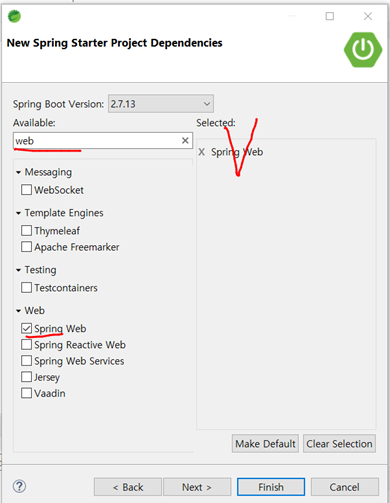 New Spring Starter Project Dependencies
Spring Boot Version: 2.7.13
Available:
Selected:
web
X Spring Web
Messaging
WebSocket
Template Engines
Thymeleaf
Apache Freemarker
Testing
Testcontainers
Web
Spring Web
Spring Reactive Web
Spring Web Services
Jersey
Vaadin
Make Default
Clear Selection
?
< Back
Next >
Finish
Cancel